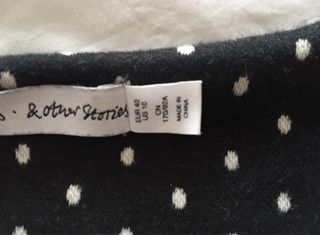 s. & Other Stories
EUR 40
US 10
CN
170/92A
MADE IN
CHINA